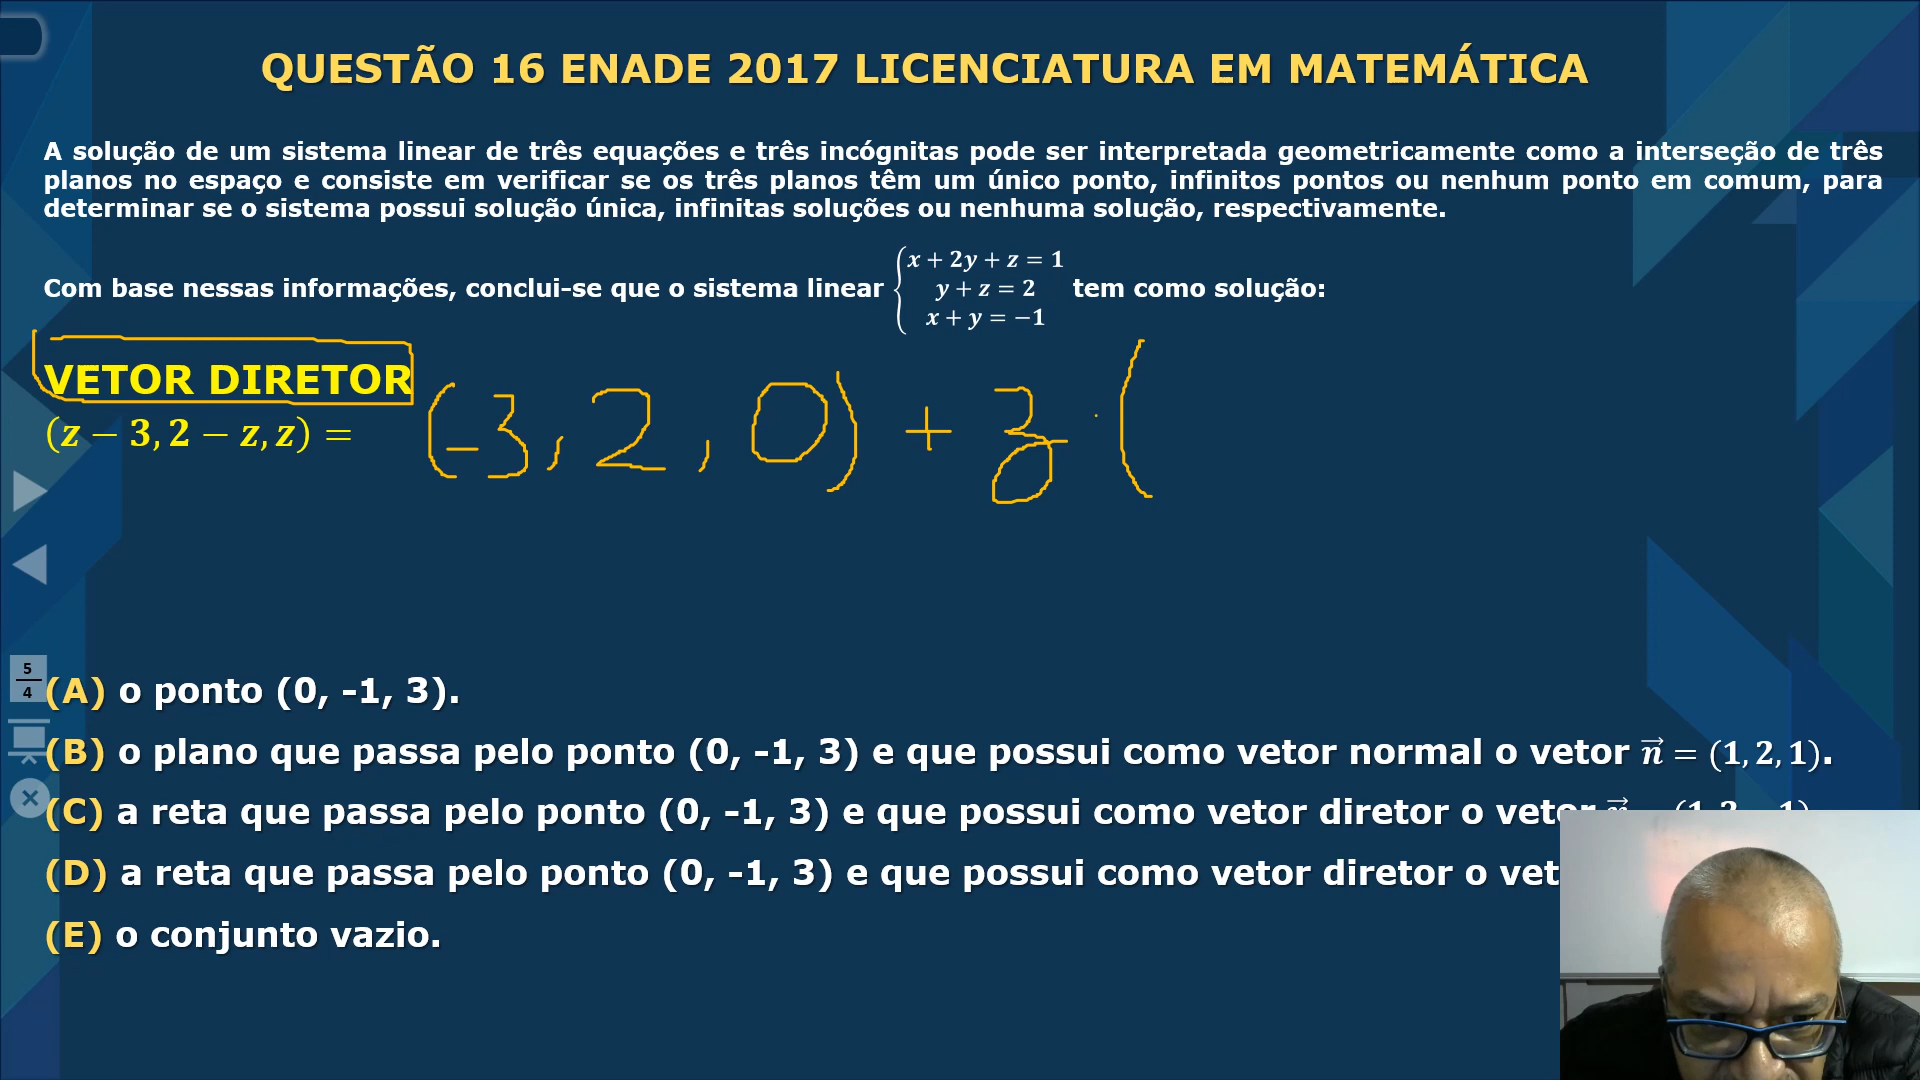 QUESTÃO 16 ENADE 2017 LICENCIATURA EM MATEMÁTICA
A solução de um sistema linear de três equações e três incógnitas pode ser interpretada geometricamente como a interseção de três
planos no espaço e consiste em verificar se os três planos têm um único ponto, infinitos pontos ou nenhum ponto em comum, para
determinar se o sistema possui solução única, infinitas soluções ou nenhuma solução, respectivamente.
x + 2y + z = 1
Com base nessas informações, conclui-se que o sistema linear { y + z = 2 tem como solução:
x + y = −1
VETOR DIRETOR
(z − 3, 2 − z, z) = (-3, 2, 0) + z · (
5
4
(A) o ponto (0, -1, 3).
(B) o plano que passa pelo ponto (0, -1, 3) e que possui como vetor normal o vetor n⃗ = (1, 2, 1).
(C) a reta que passa pelo ponto (0, -1, 3) e que possui como vetor diretor o vetor
(D) a reta que passa pelo ponto (0, -1, 3) e que possui como vetor diretor o
(E) o conjunto vazio.